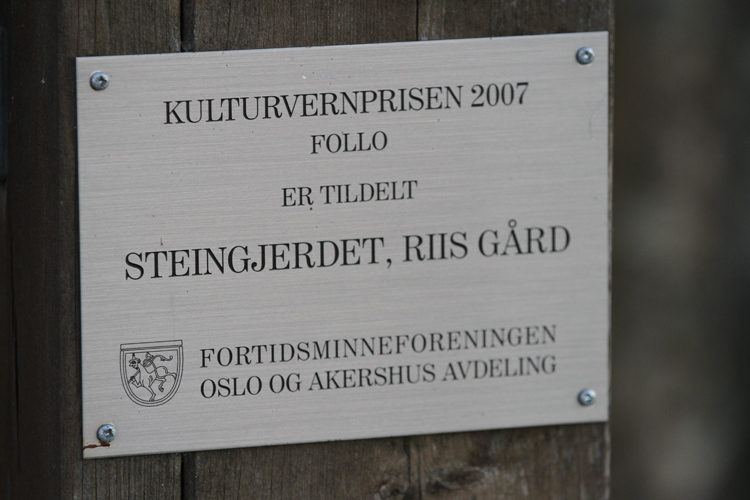 KULTURVERNPRISEN 2007
FOLLO
ER TILDELT
STEINGJERDET, RIIS GÅRD
FORTIDSMINNEFORENINGEN
OSLO OG AKERSHUS AVDELING